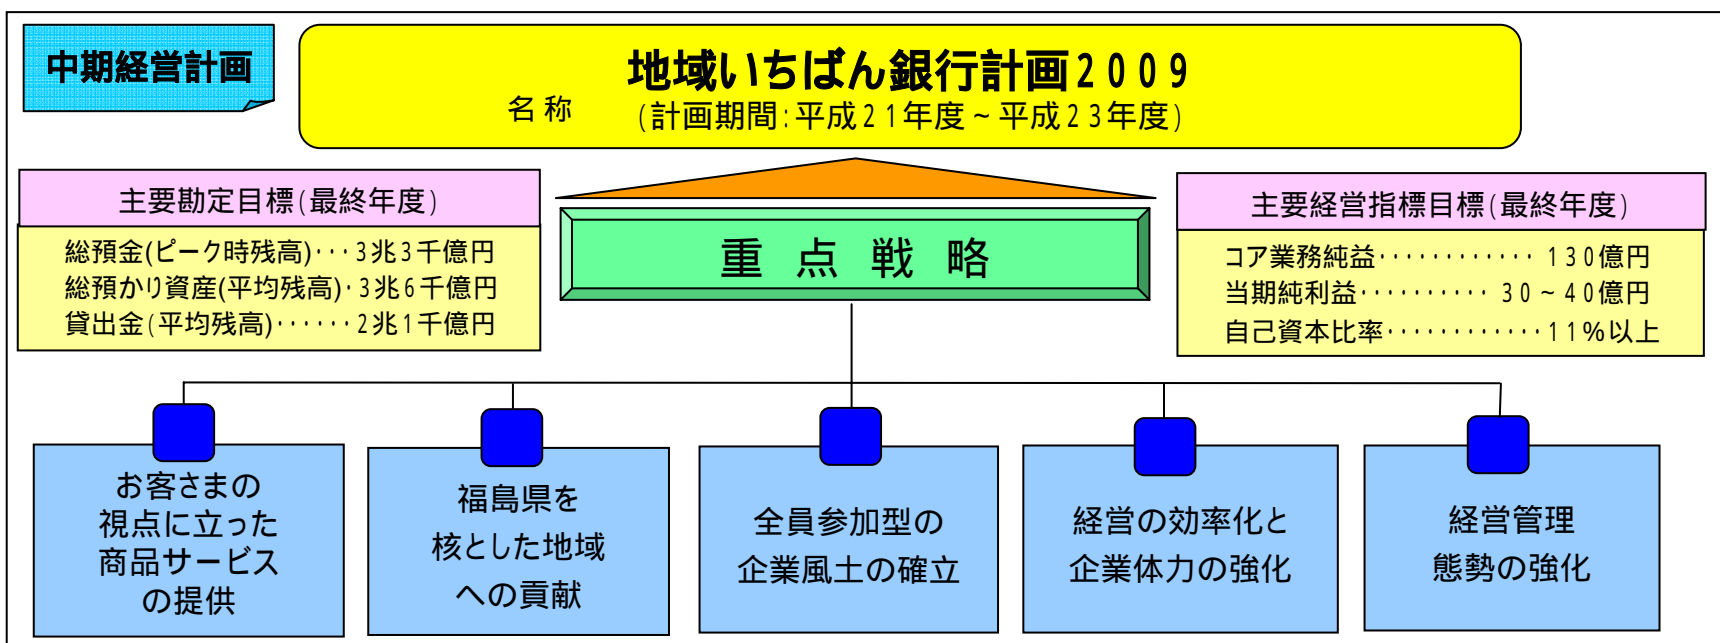 中期経営計画
地域いちばん銀行計画2009
名称 (計画期間:平成21年度~平成23年度)
主要勘定目標(最終年度)
総預金(ピーク時残高)···3兆3千億円
総預かり資産(平均残高)·3兆6千億円
貸出金(平均残高)······2兆1千億円
重点戦略
主要経営指標目標(最終年度)
コア業務純益············130億円
当期純利益··········30~40億円
自己資本比率············11%以上
お客さまの
視点に立った
商品サービス
の提供
福島県を
核とした地域
への貢献
全員参加型の
企業風土の確立
経営の効率化と
企業体力の強化
経営管理
態勢の強化